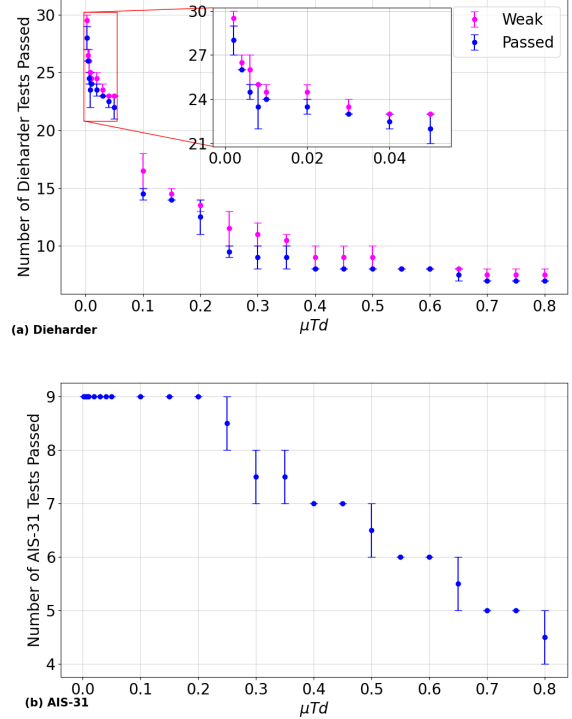 30
25
20
15
10
Number of Dieharder Tests Passed
30
27
24
21
0.00 0.02 0.04
Weak
Passed
0.0 0.1 0.2 0.3 0.4 0.5 0.6 0.7 0.8
μTd
(a) Dieharder
9
8
7
6
5
4
Number of AIS-31 Tests Passed
0.0 0.1 0.2 0.3 0.4 0.5 0.6 0.7 0.8
μTd
(b) AIS-31